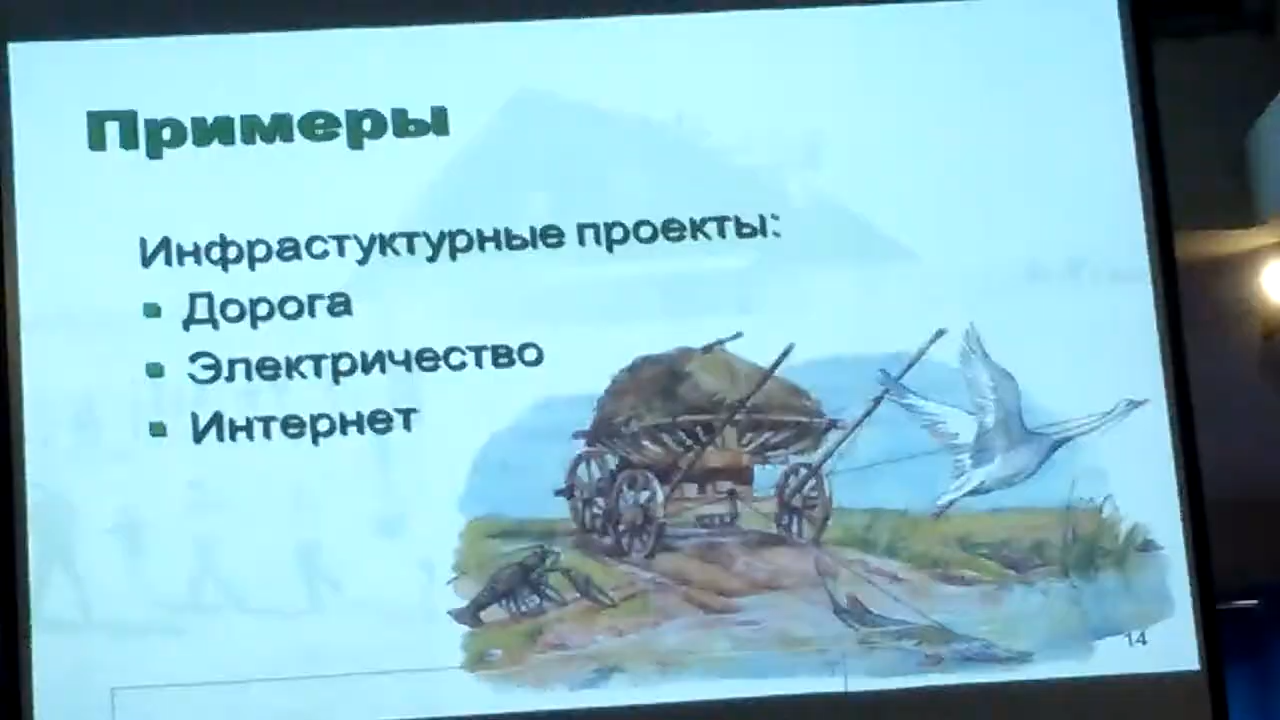 Примеры
Инфрастуктурные проекты:
Дорога
Электричество
Интернет
14